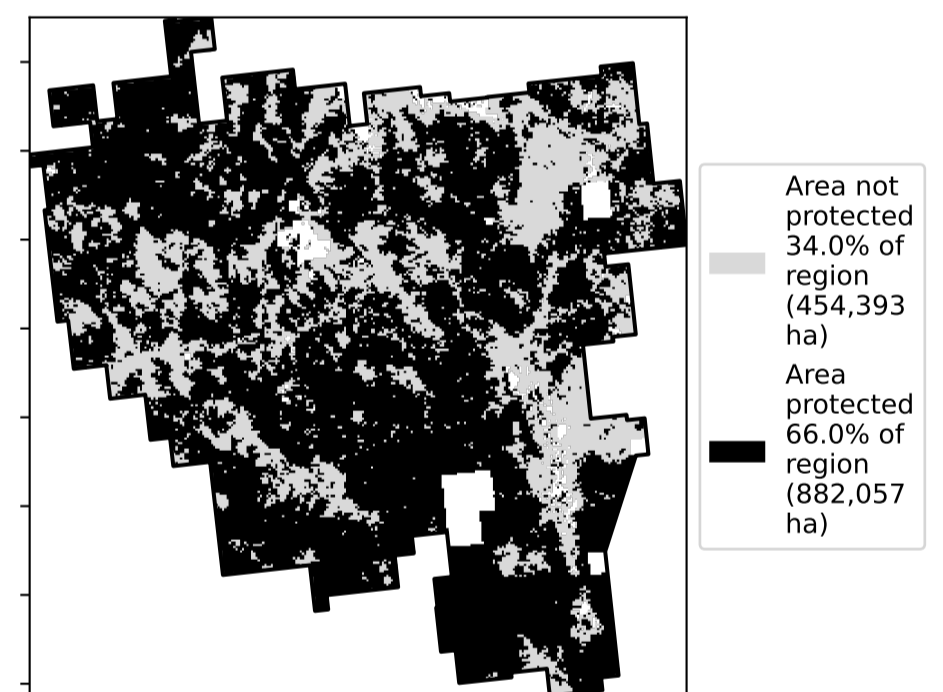 Area not
protected
34.0% of
region
(454,393
ha)
Area
protected
66.0% of
region
(882,057
ha)